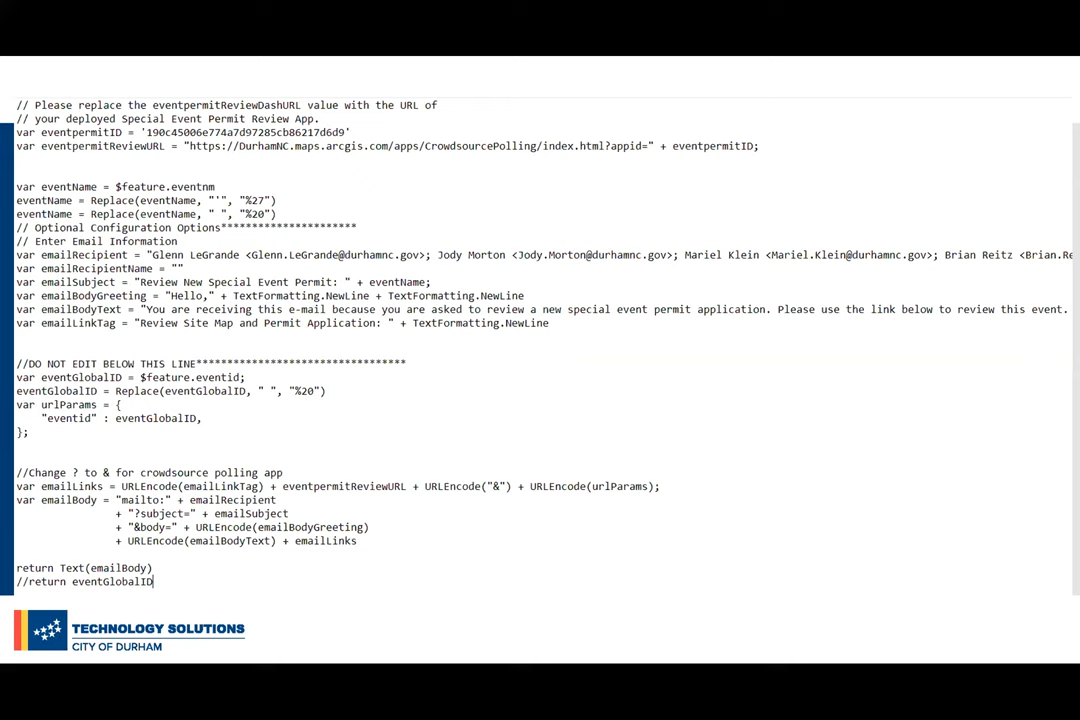 // Please replace the eventpermitReviewDashURL value with the URL of
// your deployed Special Event Permit Review App.
var eventpermitID = '190c45006e774a7d97285cb86217d6d9'
var eventpermitReviewURL = "https://DurhamNC.maps.arcgis.com/apps/CrowdsourcePolling/index.html?appid=" + eventpermitID;
var eventName = $feature.eventnm
eventName = Replace(eventName, "'", "%27")
eventName = Replace(eventName, " ", "%20")
// Optional Configuration Options**********************
// Enter Email Information
var emailRecipient = "Glenn LeGrande <Glenn.LeGrande@durhamnc.gov>; Jody Morton <Jody.Morton@durhamnc.gov>; Mariel Klein <Mariel.Klein@durhamnc.gov>; Brian Reitz <Brian.Re
var emailRecipientName = ""
var emailSubject = "Review New Special Event Permit: " + eventName;
var emailBodyGreeting = "Hello," + TextFormatting.NewLine + TextFormatting.NewLine
var emailBodyText = "You are receiving this e-mail because you are asked to review a new special event permit application. Please use the link below to review this event.
var emailLinkTag = "Review Site Map and Permit Application: " + TextFormatting.NewLine
//DO NOT EDIT BELOW THIS LINE**********************************
var eventGlobalID = $feature.eventid;
eventGlobalID = Replace(eventGlobalID, " ", "%20")
var urlParams = {
"eventid" : eventGlobalID,
};
//Change ? to & for crowdsource polling app
var emailLinks = URLEncode(emailLinkTag) + eventpermitReviewURL + URLEncode("&") + URLEncode(urlParams);
var emailBody = "mailto:" + emailRecipient
+ "?subject=" + emailSubject
+ "&body=" + URLEncode(emailBodyGreeting)
+ URLEncode(emailBodyText) + emailLinks
return Text(emailBody)
//return eventGlobalID
TECHNOLOGY SOLUTIONS
CITY OF DURHAM